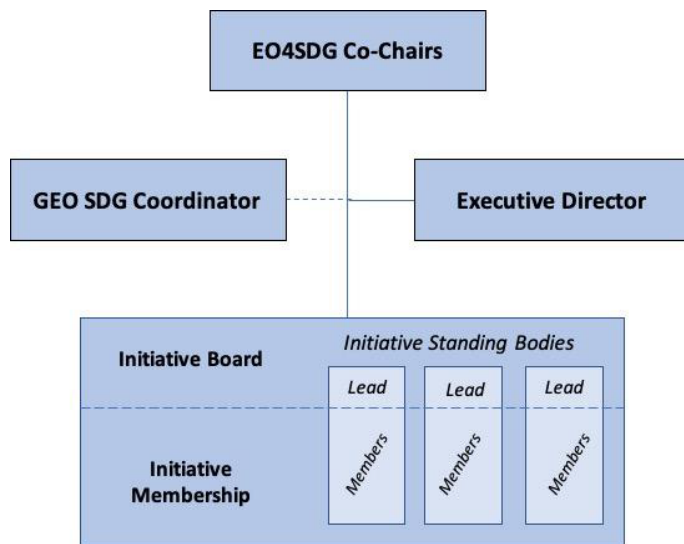 EO4SDG Co-Chairs
GEO SDG Coordinator
Executive Director
Initiative Standing Bodies
Initiative Board
Lead
Lead
Lead
Initiative
Membership
Members
Members
Members